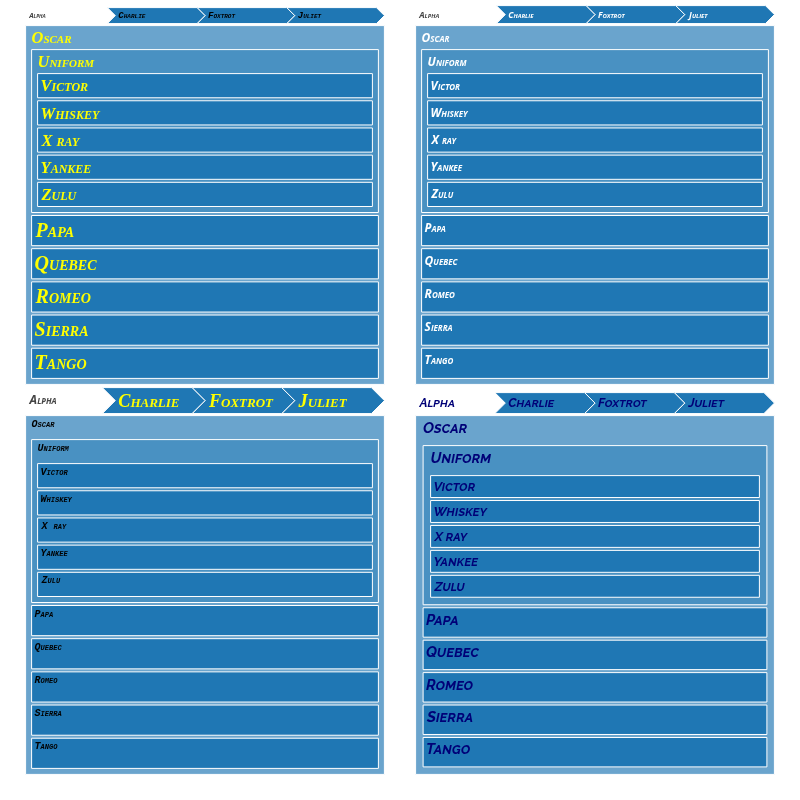 Alpha Charlie Foxtrot Juliet
Oscar
Uniform
Victor
Whiskey
X ray
Yankee
Zulu
Papa
Quebec
Romeo
Sierra
Tango
Alpha Charlie Foxtrot Juliet
Oscar
Uniform
Victor
Whiskey
X ray
Yankee
Zulu
Papa
Quebec
Romeo
Sierra
Tango
Alpha Charlie Foxtrot Juliet
Oscar
Uniform
Victor
Whiskey
X ray
Yankee
Zulu
Papa
Quebec
Romeo
Sierra
Tango
Alpha Charlie Foxtrot Juliet
Oscar
Uniform
Victor
Whiskey
X ray
Yankee
Zulu
Papa
Quebec
Romeo
Sierra
Tango